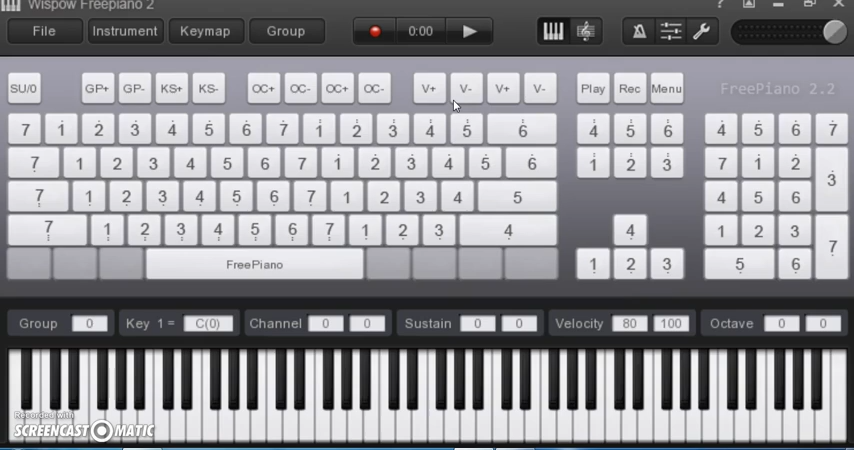 Wispow Freepiano 2
File Instrument Keymap Group 0:00
SU/0 GP+ GP- KS+ KS- OC+ OC- OC+ OC- V+ V- V+ V- Play Rec Menu FreePiano 2.2
7 1 2 3 4 5 6 7 1 2 3 4 5 6 4 5 6 4 5 6 7
7 1 2 3 4 5 6 7 1 2 3 4 5 6 1 2 3 7 1 2 3
7 1 2 3 4 5 6 7 1 2 3 4 5 4 5 6
7 1 2 3 4 5 6 7 1 2 3 4 4 1 2 3 7
FreePiano 1 2 3 5 6
Group 0 Key 1 = C(0) Channel 0 0 Sustain 0 0 Velocity 80 100 Octave 0 0
Recorded with
SCREENCAST MATIC